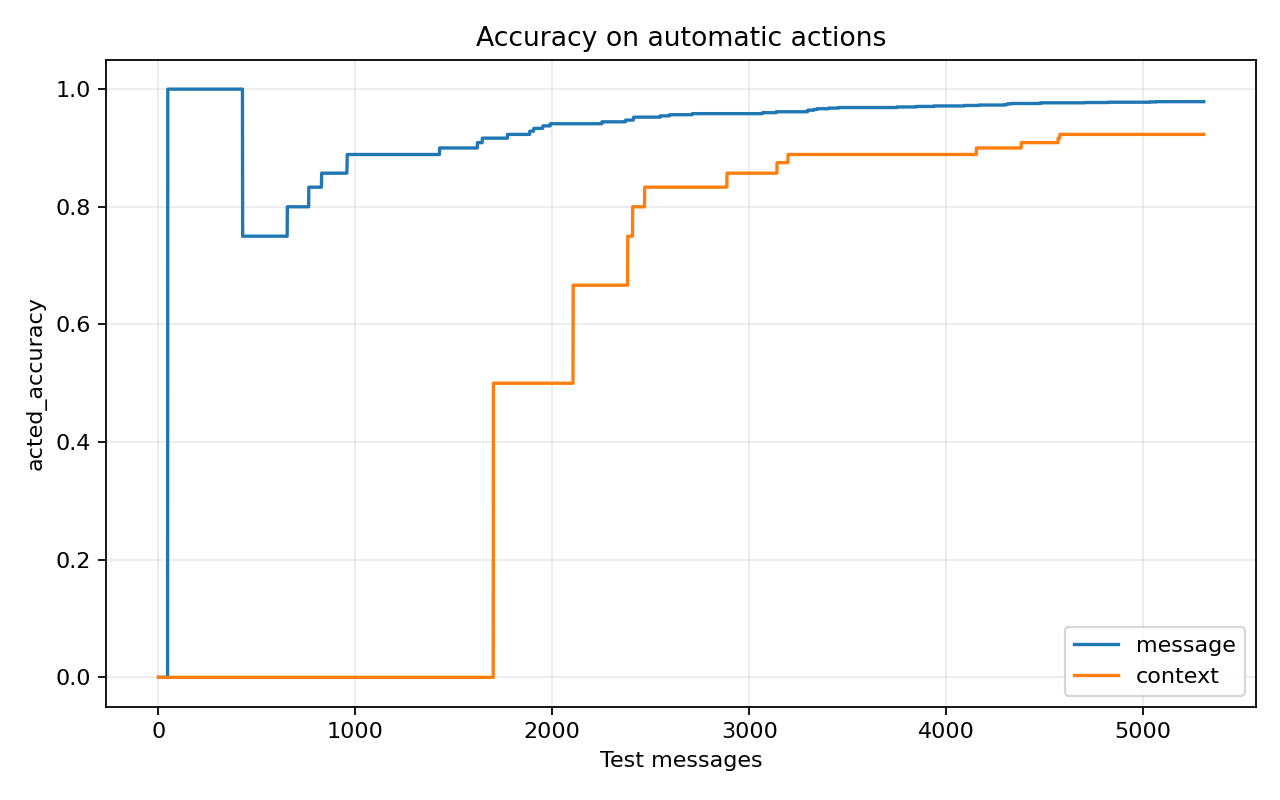 Accuracy on automatic actions
acted_accuracy
1.0
0.8
0.6
0.4
0.2
0.0
0 1000 2000 3000 4000 5000
Test messages
message
context